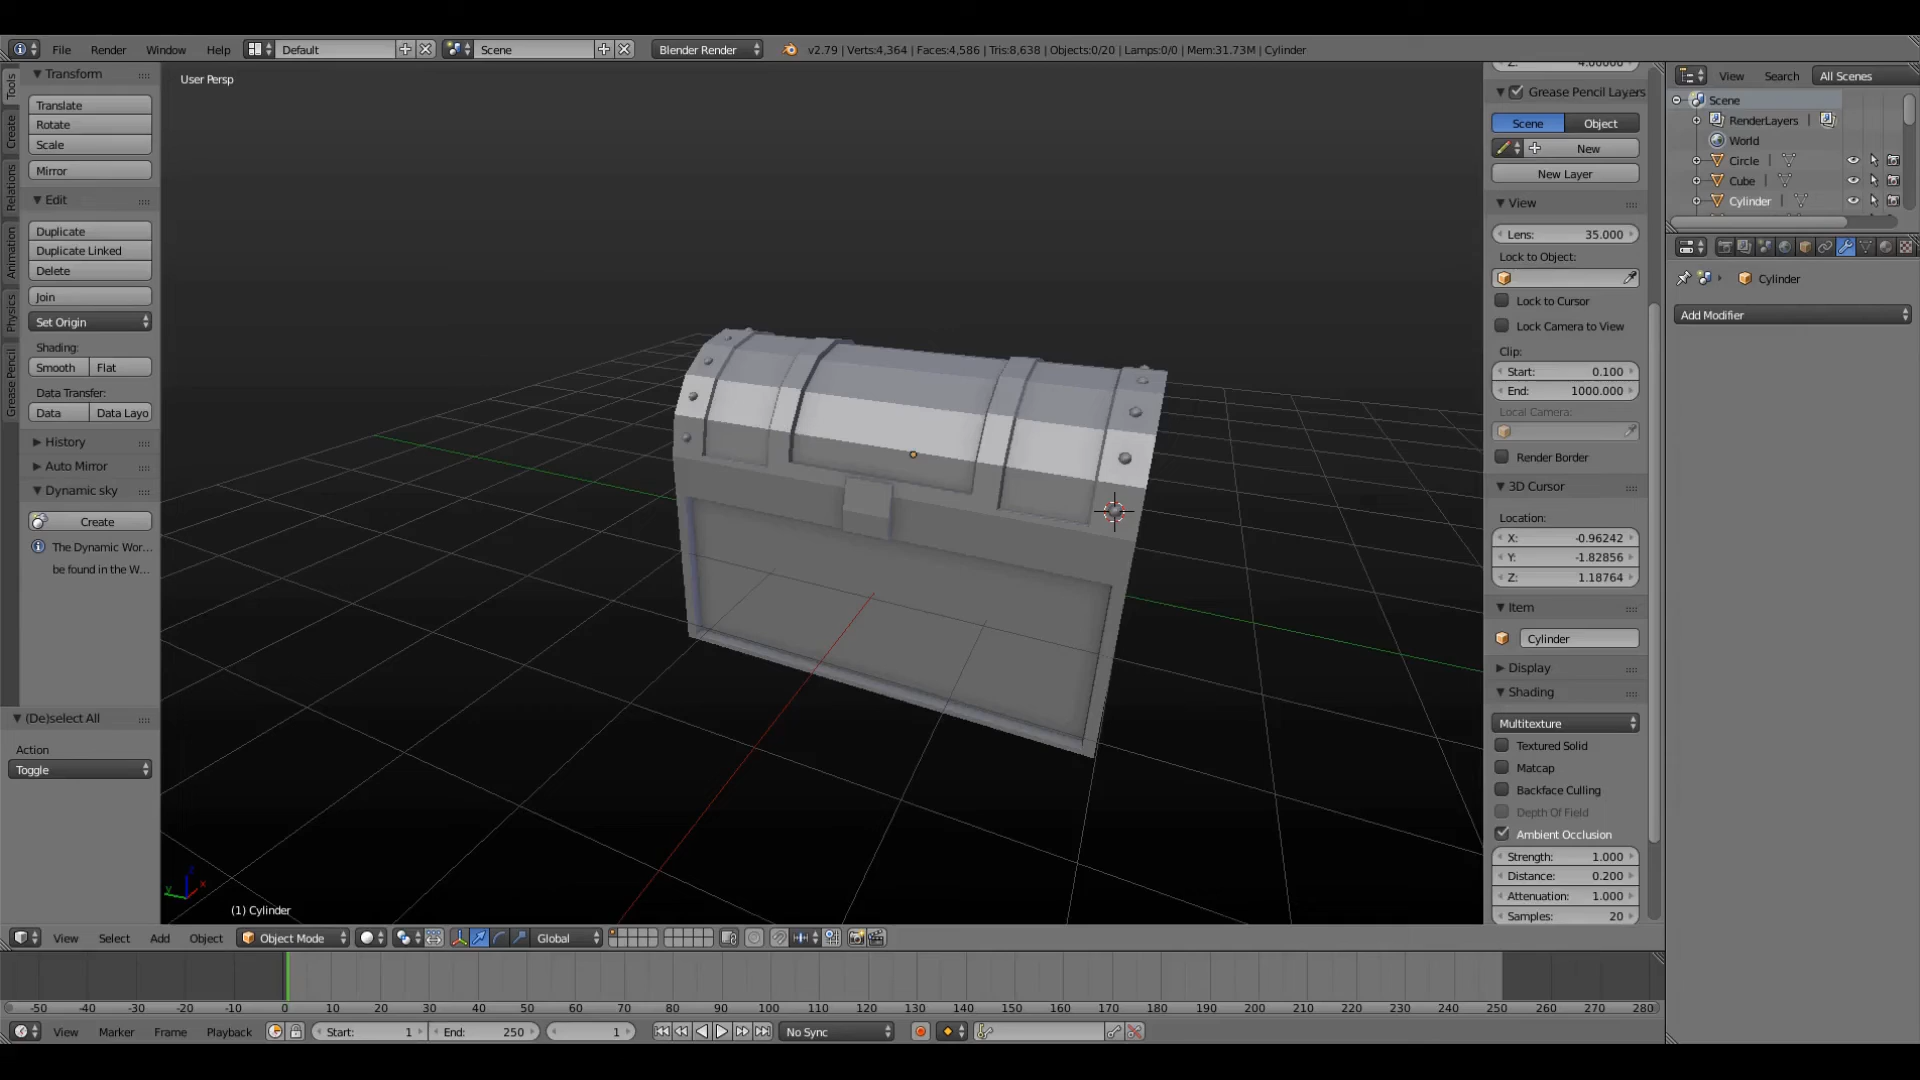 File Render Window Help Default Scene Blender Render v2.79 | Verts:4,364 | Faces:4,586 | Tris:8,638 | Objects:0/20 | Lamps:0/0 | Mem:31.73M | Cylinder
Tools
Create
Relations
Animation
Physics
Grease Pencil
Transform
Translate
Rotate
Scale
Mirror
Edit
Duplicate
Duplicate Linked
Delete
Join
Set Origin
Shading:
Smooth Flat
Data Transfer:
Data Data Layo
History
Auto Mirror
Dynamic sky
Create
The Dynamic Wor...
be found in the W...
(De)select All
Action
Toggle
User Persp
(1) Cylinder
Z: 4.00000
Grease Pencil Layers
Scene Object
New
New Layer
View
Lens: 35.000
Lock to Object:
Lock to Cursor
Lock Camera to View
Clip:
Start: 0.100
End: 1000.000
Local Camera:
Render Border
3D Cursor
Location:
X: -0.96242
Y: -1.82856
Z: 1.18764
Item
Cylinder
Display
Shading
Multitexture
Textured Solid
Matcap
Backface Culling
Depth Of Field
Ambient Occlusion
Strength: 1.000
Distance: 0.200
Attenuation: 1.000
Samples: 20
View Search All Scenes
Scene
RenderLayers |
World
Circle |
Cube |
Cylinder |
Cylinder
Add Modifier
View Select Add Object Object Mode Global
-50 -40 -30 -20 -10 0 10 20 30 40 50 60 70 80 90 100 110 120 130 140 150 160 170 180 190 200 210 220 230 240 250 260 270 280
View Marker Frame Playback Start: 1 End: 250 1 No Sync